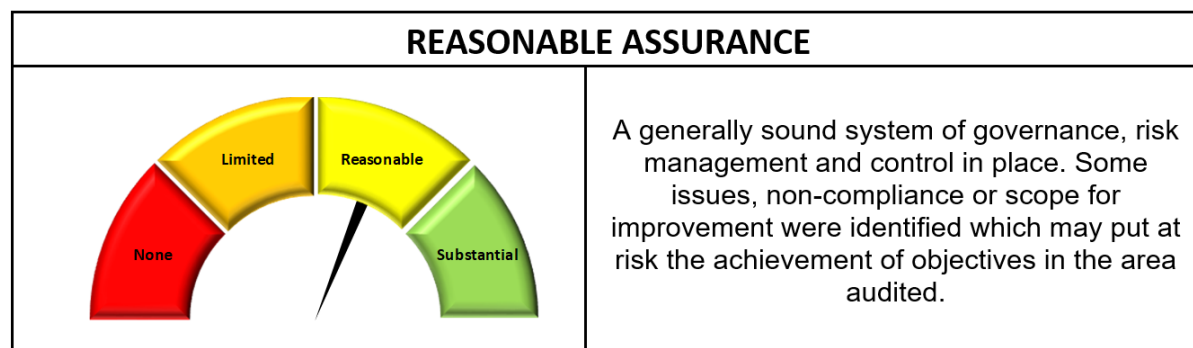 REASONABLE ASSURANCE
Limited
Reasonable
None
Substantial
A generally sound system of governance, risk
management and control in place. Some
issues, non-compliance or scope for
improvement were identified which may put at
risk the achievement of objectives in the area
audited.